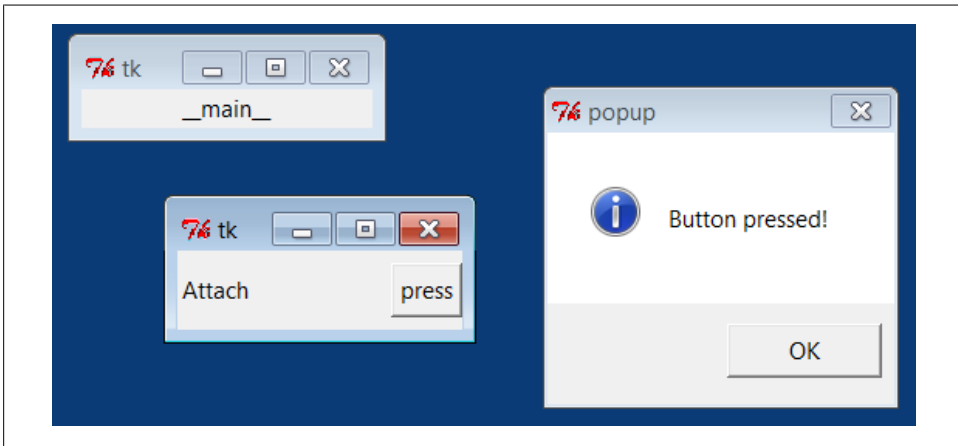 tk
__main__
tk
Attach
press
popup
Button pressed!
OK